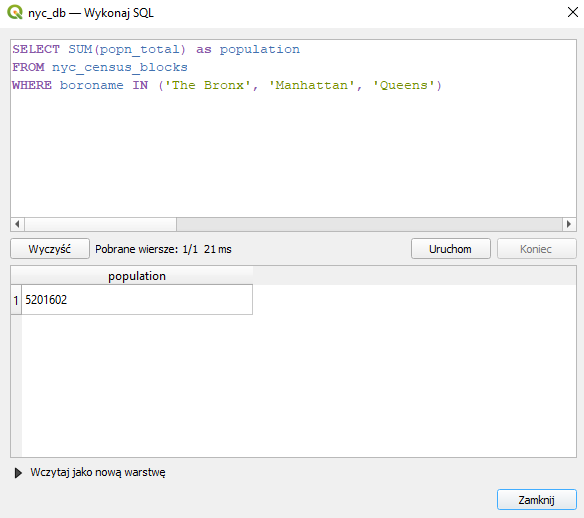 nyc_db — Wykonaj SQL
SELECT SUM(popn_total) as population
FROM nyc_census_blocks
WHERE boroname IN ('The Bronx', 'Manhattan', 'Queens')
Wyczyść Pobrane wiersze: 1/1 21 ms Uruchom Koniec
population
1 5201602
Wczytaj jako nową warstwę
Zamknij